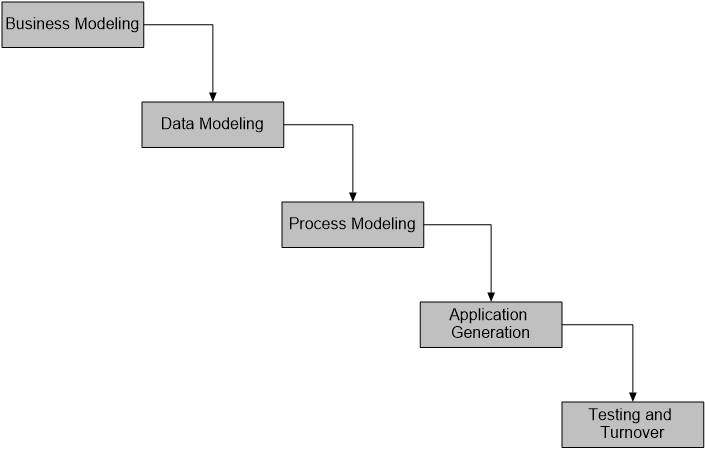 Business Modeling
Data Modeling
Process Modeling
Application
Generation
Testing and
Turnover